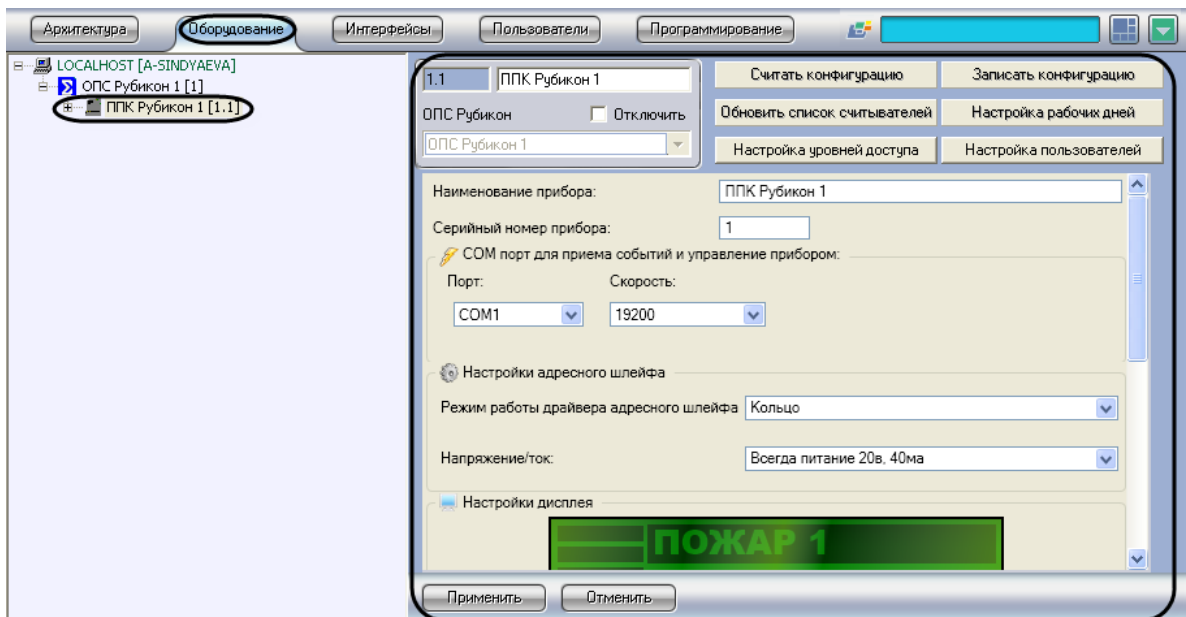 Архитектура Оборудование Интерфейсы Пользователи Программирование
LOCALHOST [A-SINDYAEVA]
ОПС Рубикон 1 [1]
ППК Рубикон 1 [1.1]
1.1 ППК Рубикон 1
ОПС Рубикон Отключить
ОПС Рубикон 1
Считать конфигурацию Записать конфигурацию
Обновить список считывателей Настройка рабочих дней
Настройка уровней доступа Настройка пользователей
Наименование прибора: ППК Рубикон 1
Серийный номер прибора: 1
COM порт для приема событий и управление прибором:
Порт: Скорость:
COM1 19200
Настройки адресного шлейфа
Режим работы драйвера адресного шлейфа Кольцо
Напряжение/ток: Всегда питание 20в, 40ма
Настройки дисплея
ПОЖАР 1
Применить Отменить